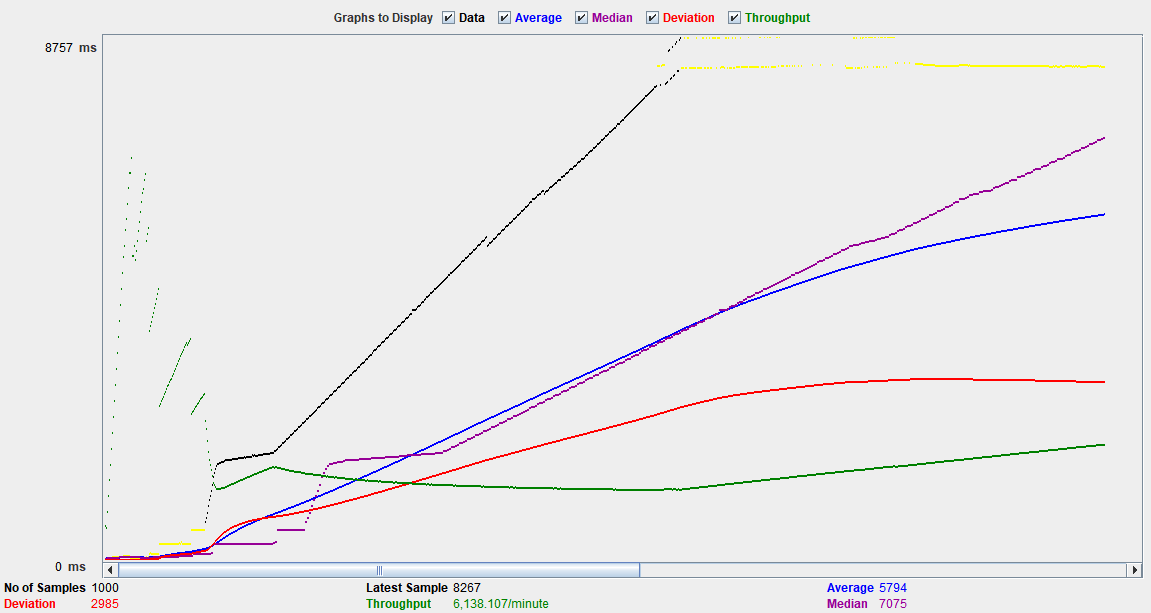 Graphs to Display Data Average Median Deviation Throughput
8757 ms
0 ms
No of Samples 1000 Latest Sample 8267 Average 5794
Deviation 2985 Throughput 6,138.107/minute Median 7075